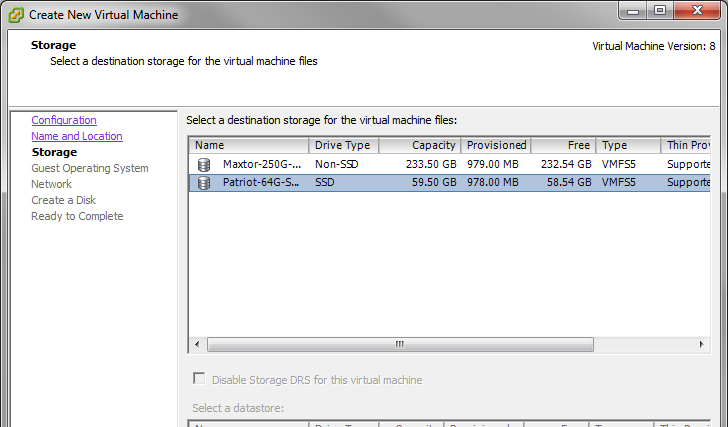 Create New Virtual Machine
Storage
Select a destination storage for the virtual machine files
Virtual Machine Version: 8
Configuration
Name and Location
Storage
Guest Operating System
Network
Create a Disk
Ready to Complete
Select a destination storage for the virtual machine files:
Name Drive Type Capacity Provisioned Free Type Thin Prov
Maxtor-250G-... Non-SSD 233.50 GB 979.00 MB 232.54 GB VMFS5 Supporte
Patriot-64G-S... SSD 59.50 GB 978.00 MB 58.54 GB VMFS5 Supporte
Disable Storage DRS for this virtual machine
Select a datastore: